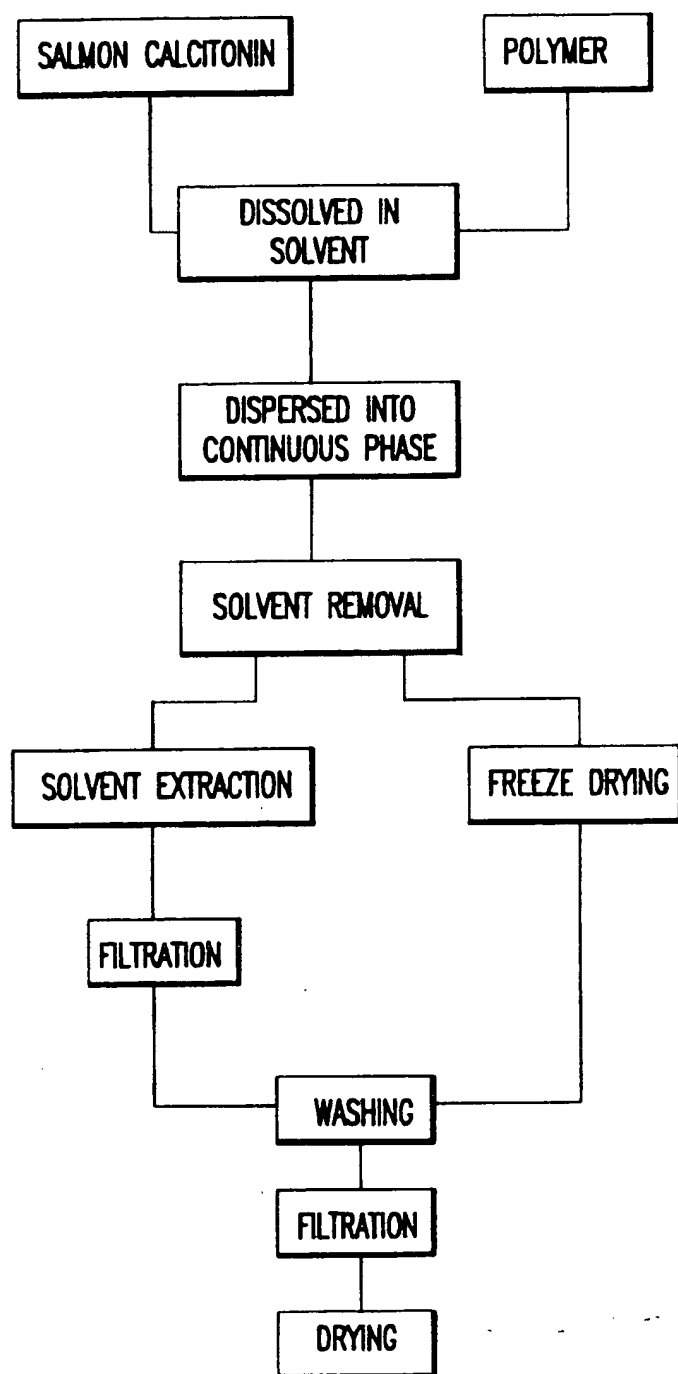 SALMON CALCITONIN
POLYMER
DISSOLVED IN
SOLVENT
DISPERSED INTO
CONTINUOUS PHASE
SOLVENT REMOVAL
SOLVENT EXTRACTION
FREEZE DRYING
FILTRATION
WASHING
FILTRATION
DRYING